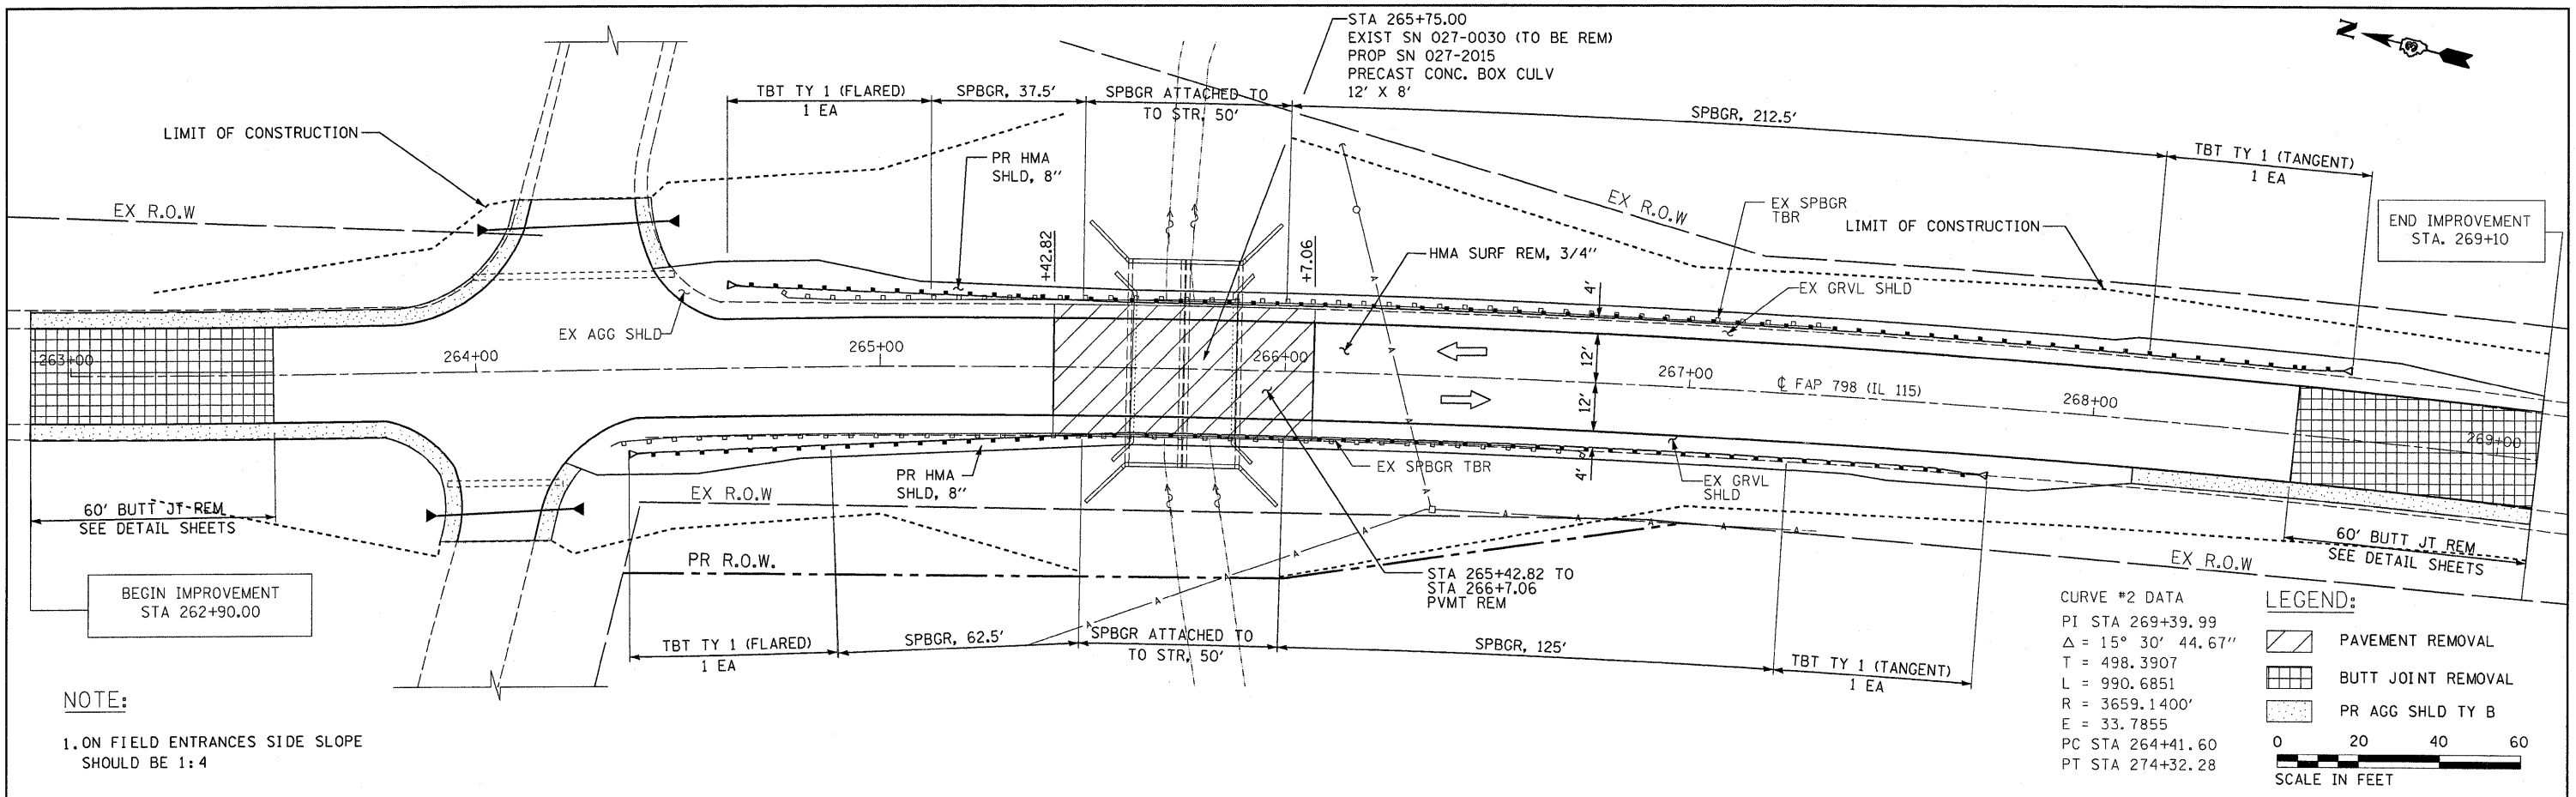 STA 265+75.00
EXIST SN 027-0030 (TO BE REM)
PROP SN 027-2015
PRECAST CONC. BOX CULV
12' X 8'
N
3
TBT TY 1 (FLARED)
1 EA
SPBGR, 37.5'
SPBGR ATTACHED TO
TO STR, 50'
SPBGR, 212.5'
TBT TY 1 (TANGENT)
1 EA
LIMIT OF CONSTRUCTION
PR HMA
SHLD, 8"
EX R.O.W
EX R.O.W
EX SPBGR
TBR
LIMIT OF CONSTRUCTION
END IMPROVEMENT
STA. 269+10
+42.82
+7.06
HMA SURF REM, 3/4"
4'
EX GRVL SHLD
EX AGG SHLD
263+00
264+00
265+00
266+00
267+00
268+00
269+00
12'
12'
℄ FAP 798 (IL 115)
4'
PR HMA
SHLD, 8"
EX SPBGR TBR
EX GRVL
SHLD
EX R.O.W
60' BUTT JT REM
SEE DETAIL SHEETS
60' BUTT JT REM
SEE DETAIL SHEETS
EX R.O.W
PR R.O.W.
A
A
A
A
A
A
A
A
A
A
A
A
STA 265+42.82 TO
STA 266+7.06
PVMT REM
BEGIN IMPROVEMENT
STA 262+90.00
TBT TY 1 (FLARED)
1 EA
SPBGR, 62.5'
SPBGR ATTACHED TO
TO STR, 50'
SPBGR, 125'
TBT TY 1 (TANGENT)
1 EA
CURVE #2 DATA
PI STA 269+39.99
Δ = 15° 30' 44.67"
T = 498.3907
L = 990.6851
R = 3659.1400'
E = 33.7855
PC STA 264+41.60
PT STA 274+32.28
LEGEND:
PAVEMENT REMOVAL
BUTT JOINT REMOVAL
PR AGG SHLD TY B
0 20 40 60
SCALE IN FEET
NOTE:
1. ON FIELD ENTRANCES SIDE SLOPE
SHOULD BE 1:4